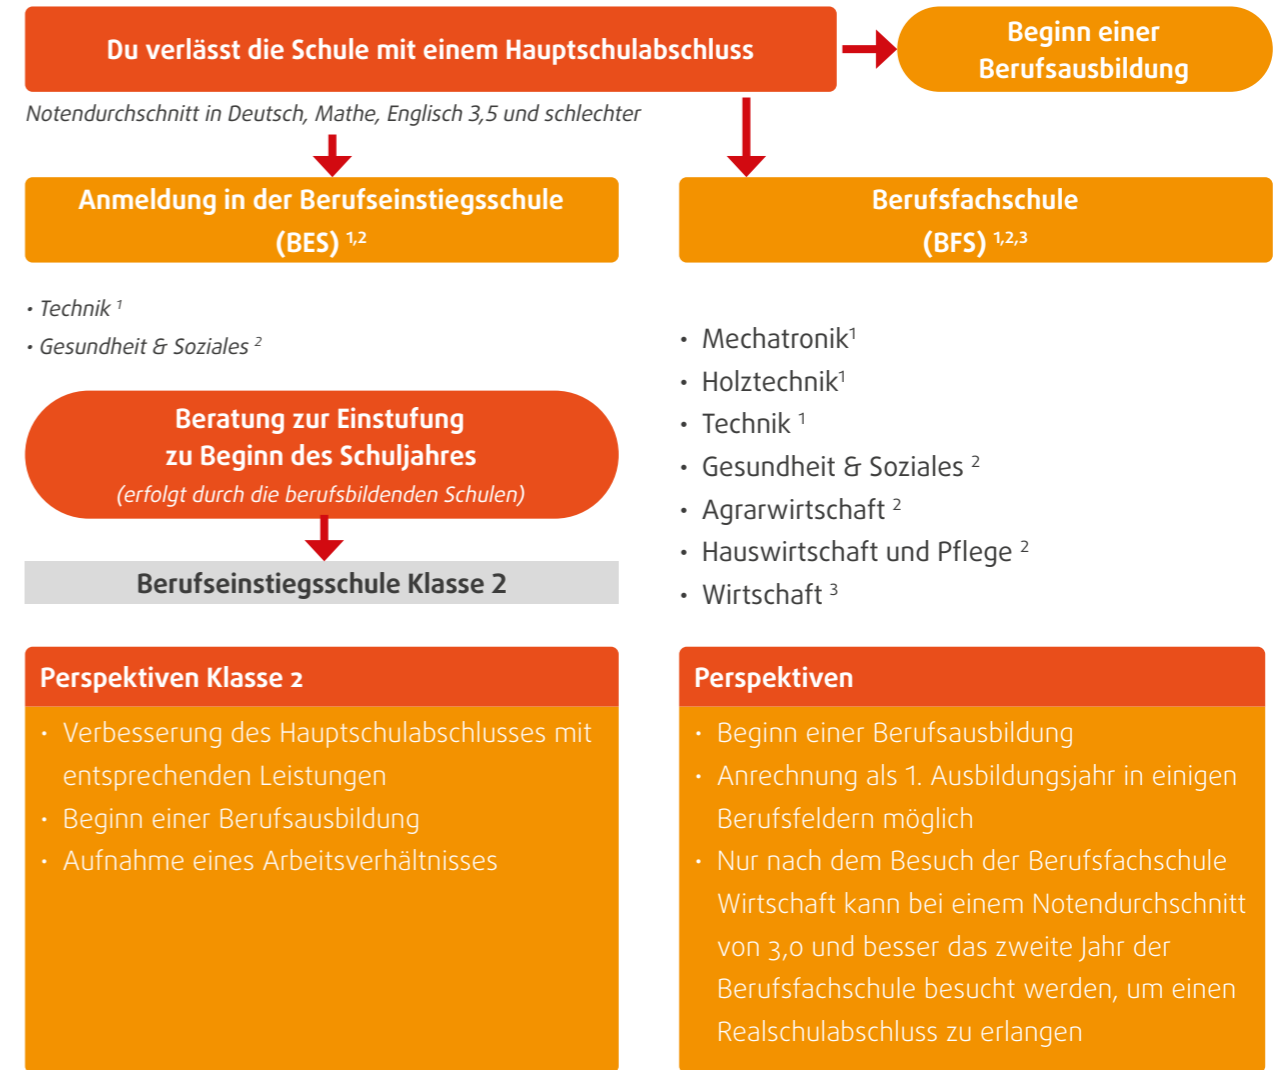 Du verlässt die Schule mit einem Hauptschulabschluss
Beginn einer
Berufsausbildung
Notendurchschnitt in Deutsch, Mathe, Englisch 3,5 und schlechter
Anmeldung in der Berufseinstiegsschule
(BES) 1,2
• Technik 1
• Gesundheit & Soziales 2
Beratung zur Einstufung
zu Beginn des Schuljahres
(erfolgt durch die berufsbildenden Schulen)
Berufseinstiegsschule Klasse 2
Perspektiven Klasse 2
• Verbesserung des Hauptschulabschlusses mit
entsprechenden Leistungen
• Beginn einer Berufsausbildung
• Aufnahme eines Arbeitsverhältnisses
Berufsfachschule
(BFS) 1,2,3
• Mechatronik1
• Holztechnik1
• Technik 1
• Gesundheit & Soziales 2
• Agrarwirtschaft 2
• Hauswirtschaft und Pflege 2
• Wirtschaft 3
Perspektiven
• Beginn einer Berufsausbildung
• Anrechnung als 1. Ausbildungsjahr in einigen
Berufsfeldern möglich
• Nur nach dem Besuch der Berufsfachschule
Wirtschaft kann bei einem Notendurchschnitt
von 3,0 und besser das zweite Jahr der
Berufsfachschule besucht werden, um einen
Realschulabschluss zu erlangen